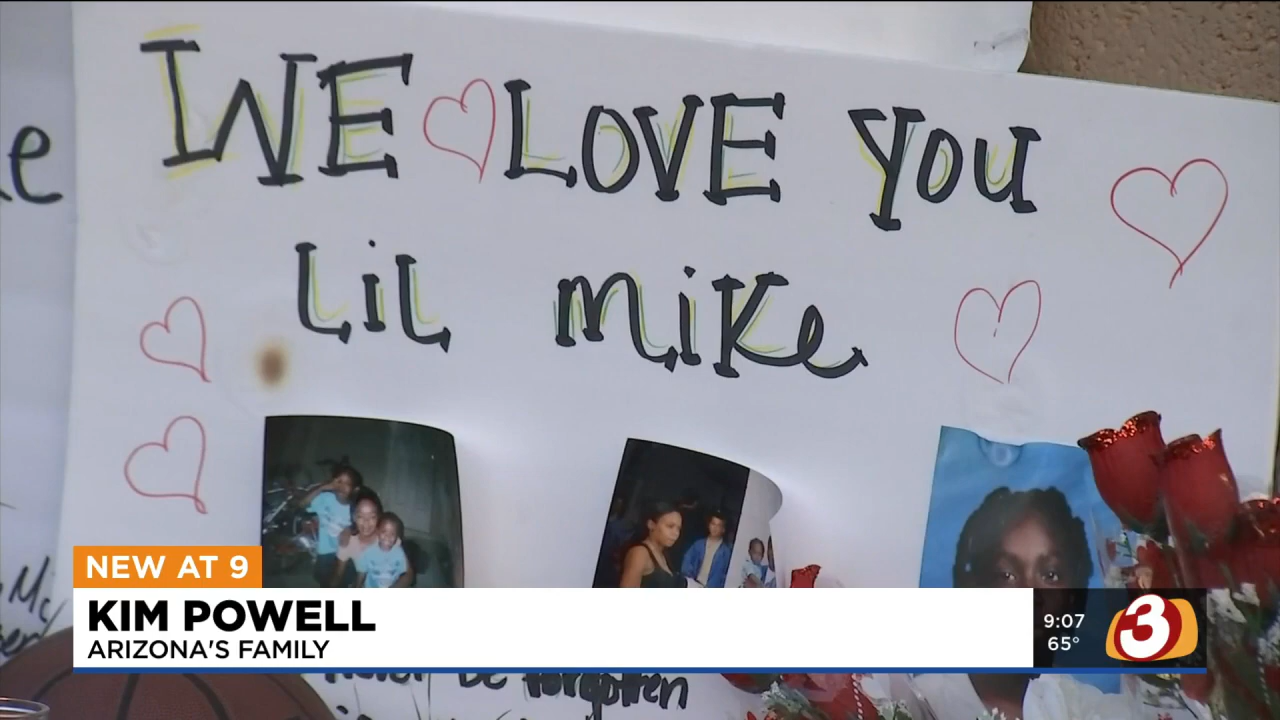 WE LOVE YOU
LiL MiKe
NEW AT 9
KIM POWELL
ARIZONA'S FAMILY
9:07
65°
3
be forgotten